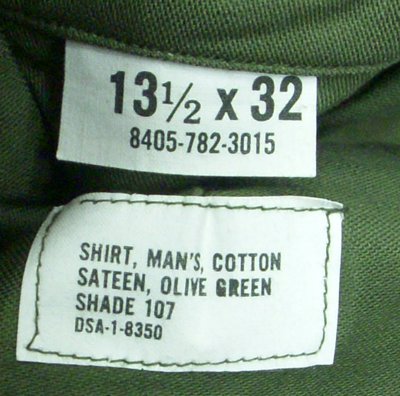 13½ x 32
8405-782-3015
SHIRT, MAN'S, COTTON
SATEEN, OLIVE GREEN
SHADE 107
DSA-1-8350